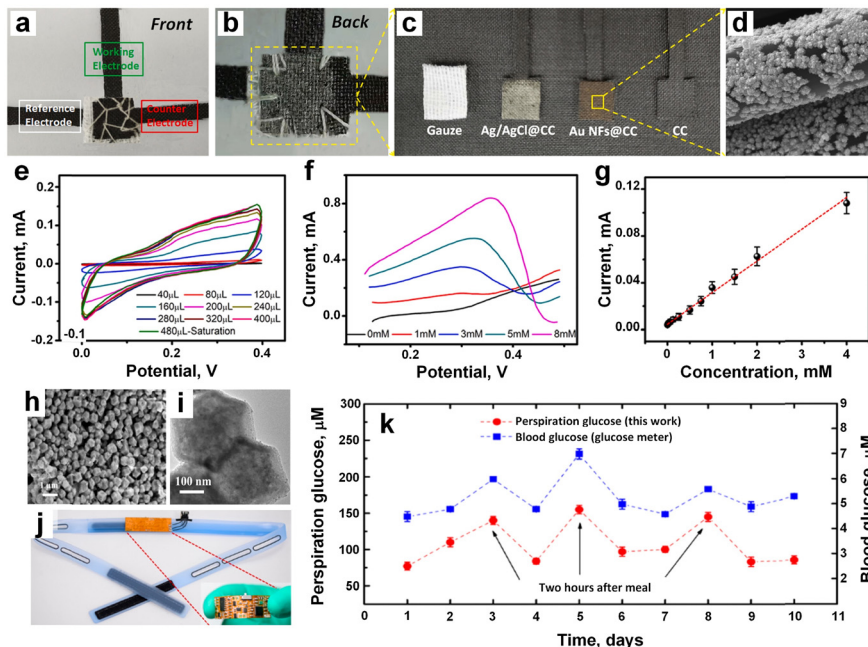 a
Front
Working
Electrode
Reference
Electrode
Counter
Electrode
b
Back
c
Gauze
Ag/AgCl@CC
Au NFs@CC
CC
d
e
Current, mA
0.2
0.1
0.0
-0.1
-0.2
40μL 80μL 120μL
160μL 200μL 240μL
280μL 320μL 400μL
480μL-Saturation
-0.1
0.0 0.2 0.4
Potential, V
f
Current, mA
0.8
0.4
0.0
0mM 1mM 3mM 5mM 8mM
0.2 0.4
Potential, V
g
Current, mA
0.12
0.08
0.04
0.00
0 1 2 3 4
Concentration, mM
h
1 μm
i
100 nm
j
k
Perspiration glucose (this work)
Blood glucose (glucose meter)
Perspiration glucose, μM
300
250
200
150
100
50
Two hours after meal
Blood glucose, μM
9
8
7
6
5
4
3
2
1 2 3 4 5 6 7 8 9 10 11
Time, days